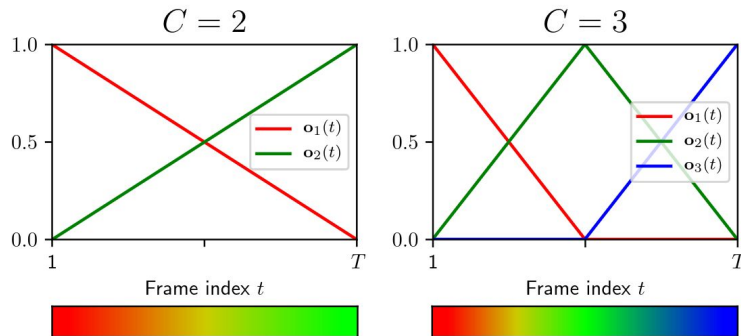 C = 2
1.0
0.5
0.0
o₁(t)
o₂(t)
1
T
Frame index t
C = 3
1.0
0.5
0.0
o₁(t)
o₂(t)
o₃(t)
1
T
Frame index t